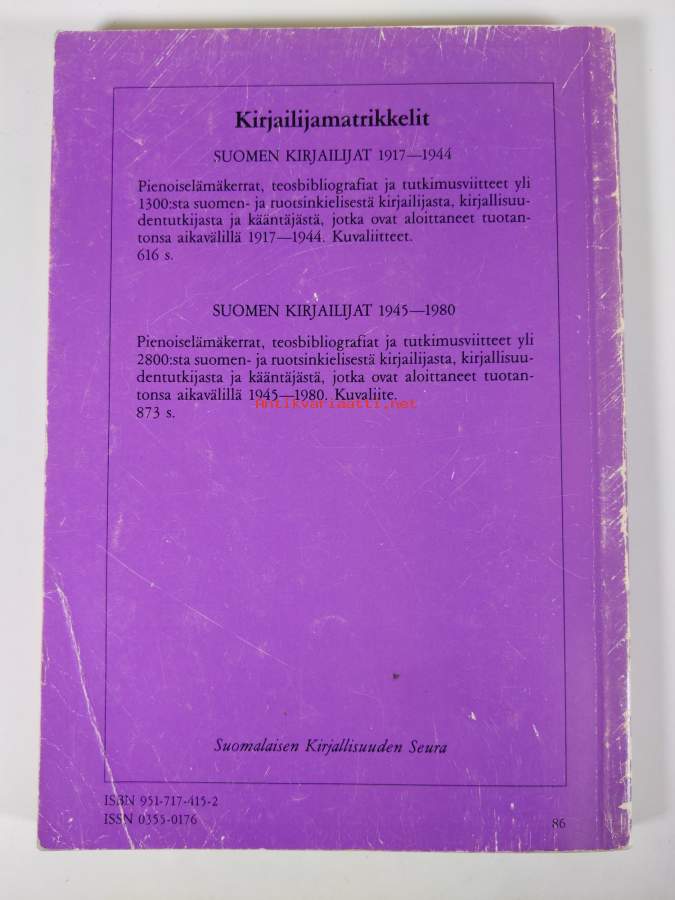 Kirjailijamatrikkelit
SUOMEN KIRJAILIJAT 1917—1944
Pienoiselämäkerrat, teosbibliografiat ja tutkimusviitteet yli
1300:sta suomen- ja ruotsinkielisestä kirjailijasta, kirjallisuu-
dentutkijasta ja kääntäjästä, jotka ovat aloittaneet tuotan-
tonsa aikavälillä 1917—1944. Kuvaliitteet.
616 s.
SUOMEN KIRJAILIJAT 1945—1980
Pienoiselämäkerrat, teosbibliografiat ja tutkimusviitteet yli
2800:sta suomen- ja ruotsinkielisestä kirjailijasta, kirjallisuu-
dentutkijasta ja kääntäjästä, jotka ovat aloittaneet tuotan-
tonsa aikavälillä 1945—1980. Kuvaliite.
Antikvariaatti.net
873 s.
Suomalaisen Kirjallisuuden Seura
ISBN 951-717-415-2
ISSN 0355-0176
86